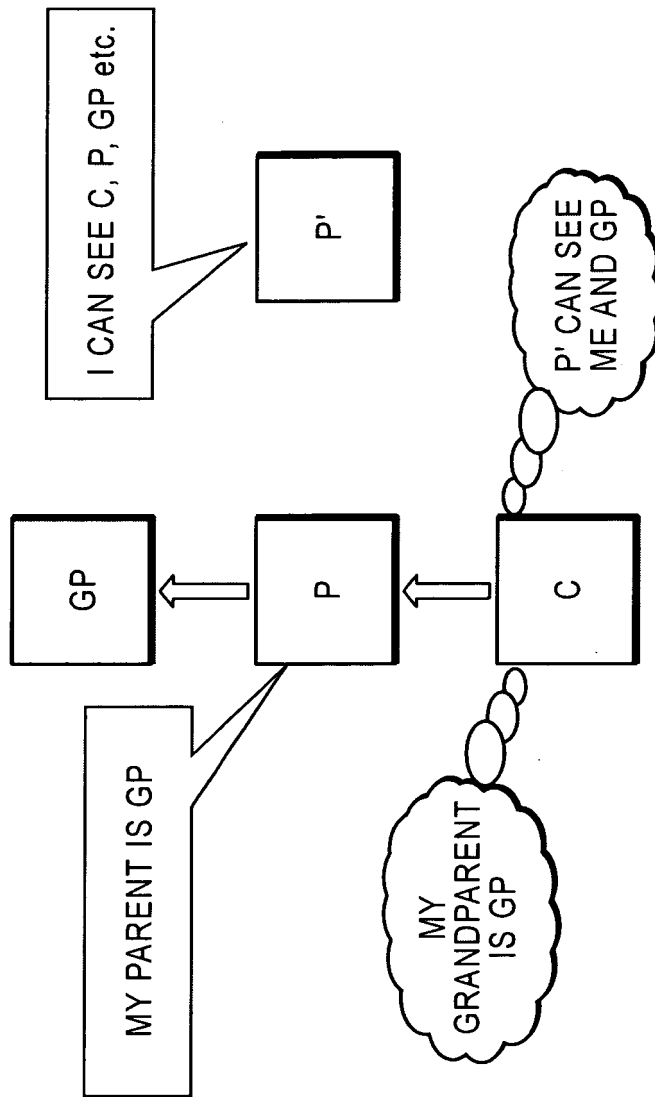 MY PARENT IS GP
GP
I CAN SEE C, P, GP etc.
P
P'
MY
GRANDPARENT
IS GP
C
P' CAN SEE
ME AND GP